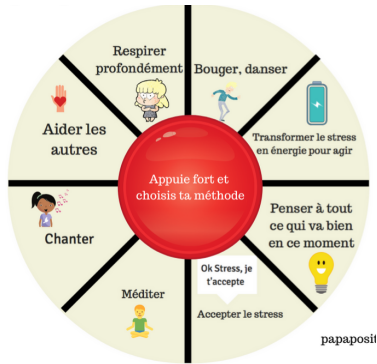 Respirer
profondément
Bouger, danser
Transformer le stress
en énergie pour agir
Penser à tout
ce qui va bien
en ce moment
Ok Stress, je
t'accepte
Accepter le stress
Méditer
Chanter
Aider les
autres
Appuie fort et
choisis ta méthode
papaposit